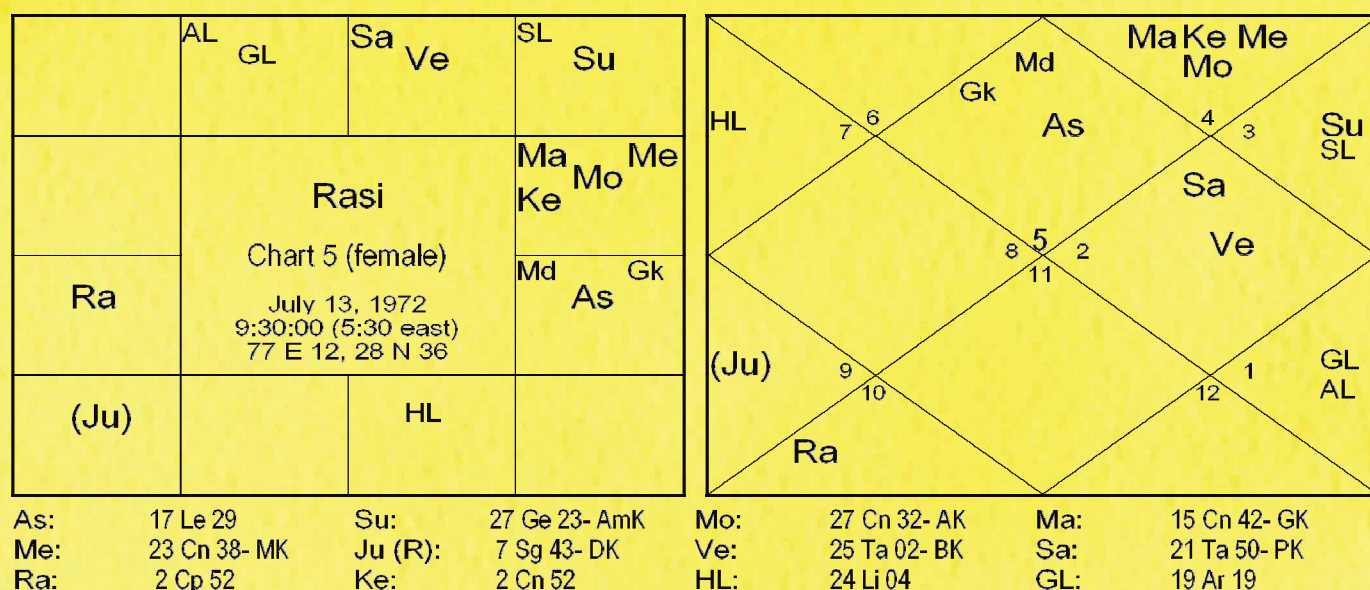 AL
GL
Sa
Ve
SL
Su
Ma
Mo
Me
Ke
Rasi
Chart 5 (female)
July 13, 1972
9:30:00 (5:30 east)
77 E 12, 28 N 36
Ra
Md
Gk
As
(Ju)
HL
Ma Ke Me
Mo
Md
Gk
As
HL
7
6
4
3
Su
SL
Sa
Ve
8
5
2
11
(Ju)
9
10
12
1
GL
AL
Ra
As: 17 Le 29 Su: 27 Ge 23- AmK Mo: 27 Cn 32- AK Ma: 15 Cn 42- GK
Me: 23 Cn 38- MK Ju (R): 7 Sg 43- DK Ve: 25 Ta 02- BK Sa: 21 Ta 50- PK
Ra: 2 Cp 52 Ke: 2 Cn 52 HL: 24 Li 04 GL: 19 Ar 19